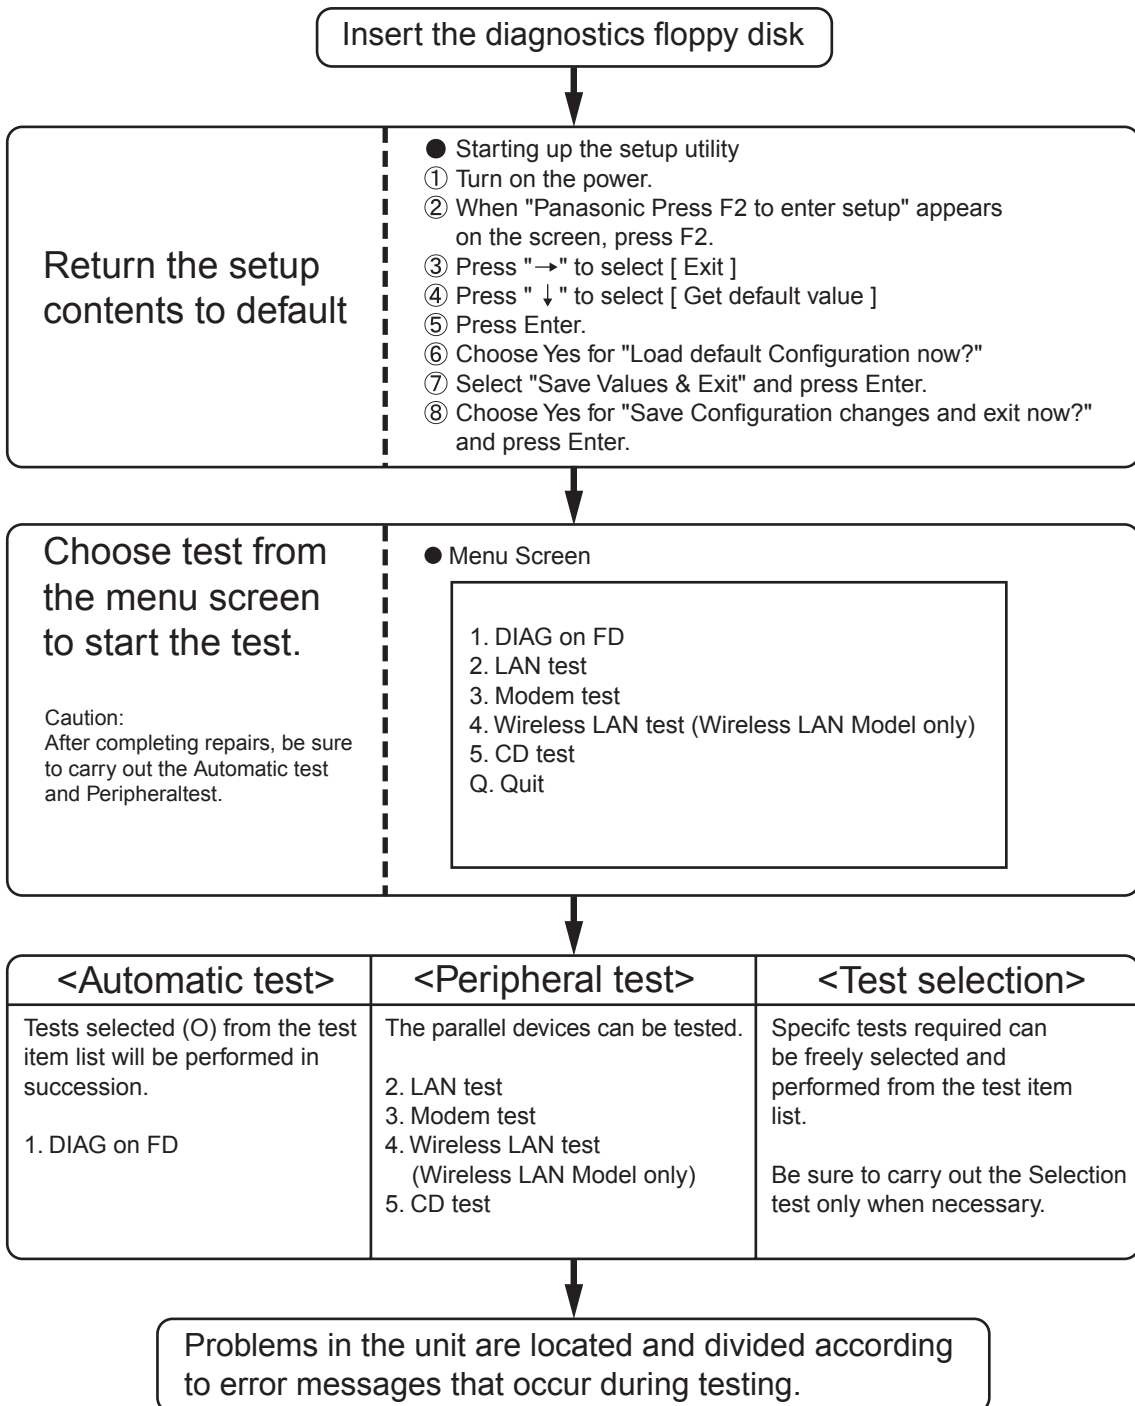 Insert the diagnostics floppy disk
Return the setup
contents to default
● Starting up the setup utility
① Turn on the power.
② When "Panasonic Press F2 to enter setup" appears
on the screen, press F2.
③ Press "→" to select [ Exit ]
④ Press " ↓ " to select [ Get default value ]
⑤ Press Enter.
⑥ Choose Yes for "Load default Configuration now?"
⑦ Select "Save Values & Exit" and press Enter.
⑧ Choose Yes for "Save Configuration changes and exit now?"
and press Enter.
Choose test from
the menu screen
to start the test.
Caution:
After completing repairs, be sure
to carry out the Automatic test
and Peripheraltest.
● Menu Screen
1. DIAG on FD
2. LAN test
3. Modem test
4. Wireless LAN test (Wireless LAN Model only)
5. CD test
Q. Quit
<Automatic test>
Tests selected (O) from the test
item list will be performed in
succession.
1. DIAG on FD
<Peripheral test>
The parallel devices can be tested.
2. LAN test
3. Modem test
4. Wireless LAN test
(Wireless LAN Model only)
5. CD test
<Test selection>
Specifc tests required can
be freely selected and
performed from the test item
list.
Be sure to carry out the Selection
test only when necessary.
Problems in the unit are located and divided according
to error messages that occur during testing.